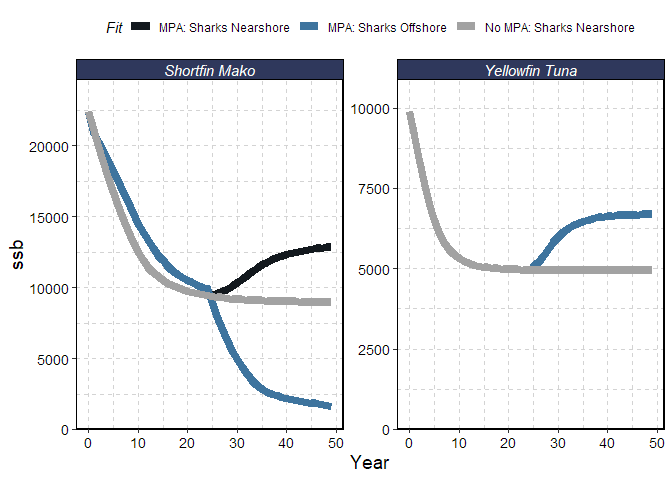 Fit MPA: Sharks Nearshore MPA: Sharks Offshore No MPA: Sharks Nearshore
Shortfin Mako Yellowfin Tuna
20000
15000
10000
5000
0
10000
7500
5000
2500
0
ssb
0 10 20 30 40 50 0 10 20 30 40 50
Year